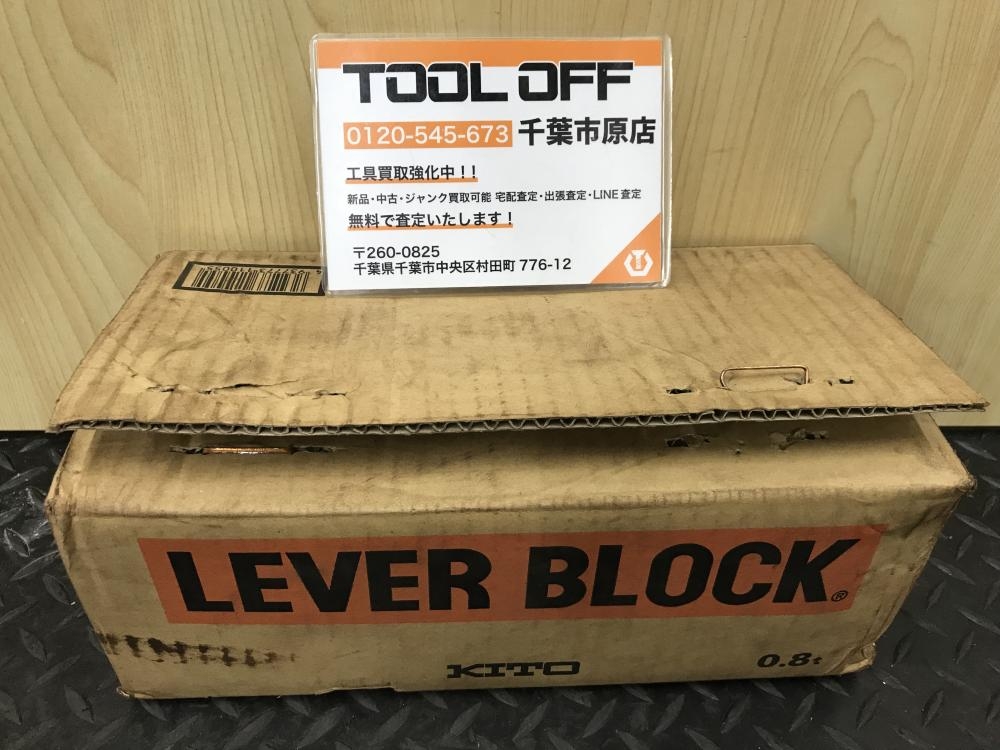 TOOL OFF
0120-545-673 千葉市原店
工具買取強化中！！
新品・中古・ジャンク買取可能 宅配査定・出張査定・LINE査定
無料で査定いたします！
〒260-0825
千葉県千葉市中央区村田町 776-12
LEVER BLOCK®
KITO
0.8t